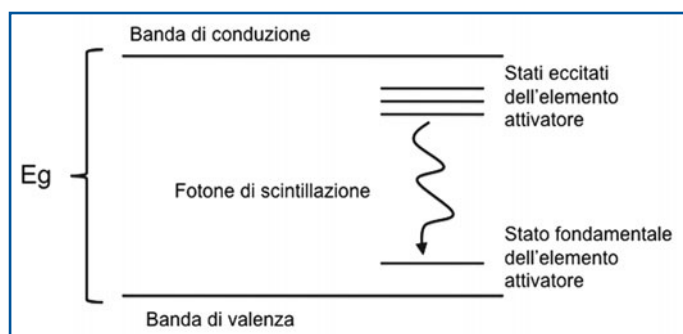 Banda di conduzione
Stati eccitati
dell'elemento
attivatore
Eg
Fotone di scintillazione
Stato fondamentale
dell'elemento
attivatore
Banda di valenza